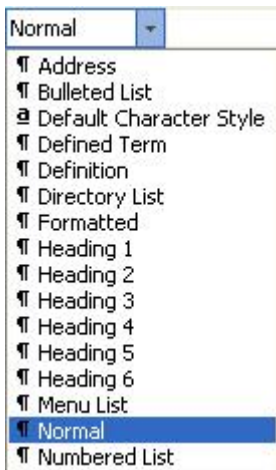 Normal
¶ Address
¶ Bulleted List
a Default Character Style
¶ Defined Term
¶ Definition
¶ Directory List
¶ Formatted
¶ Heading 1
¶ Heading 2
¶ Heading 3
¶ Heading 4
¶ Heading 5
¶ Heading 6
¶ Menu List
¶ Normal
¶ Numbered List